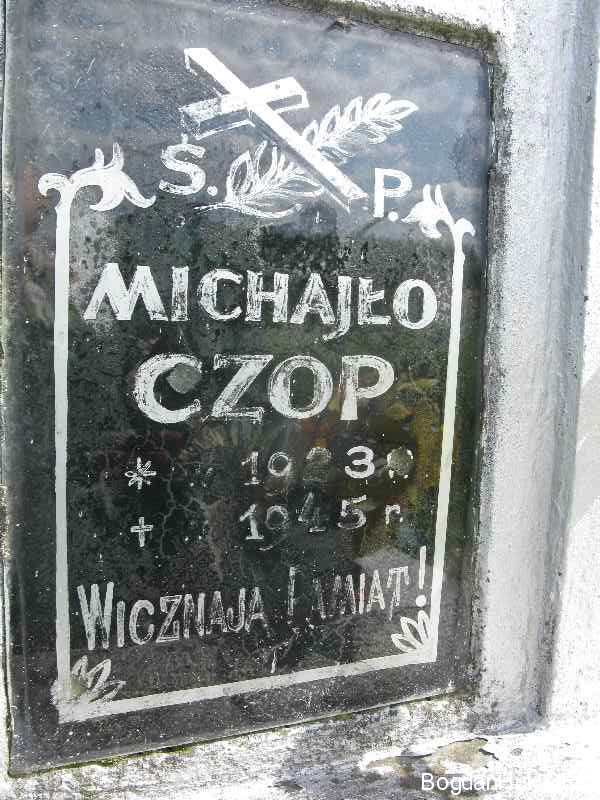 Ś. P.
MICHAJŁO
CZOP
* 1923 r
+ 1945 r
WICZNAJA PAMIAT!